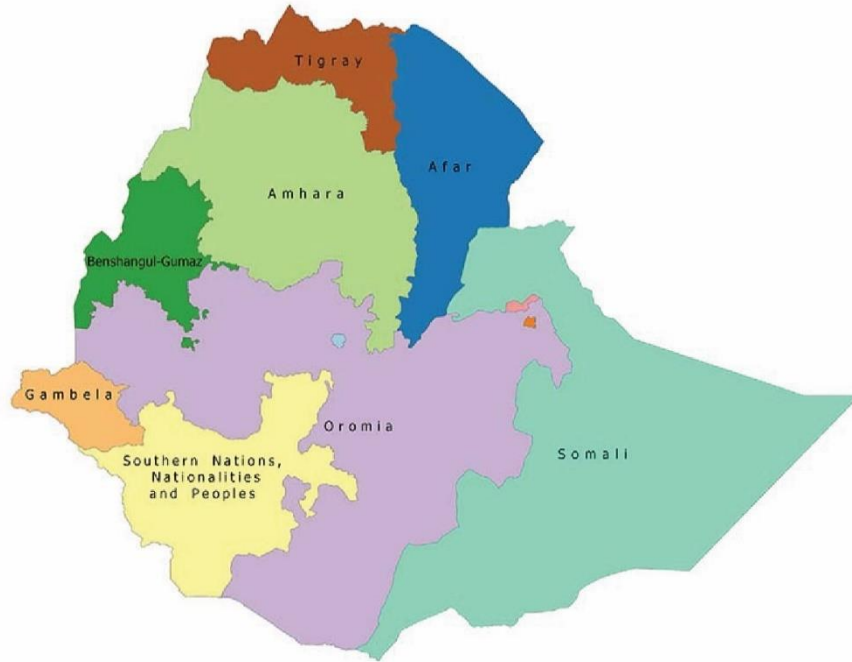 Tigray
Afar
Amhara
Benshangul-Gumaz
Gambela
Oromia
Somali
Southern Nations,
Nationalities
and Peoples